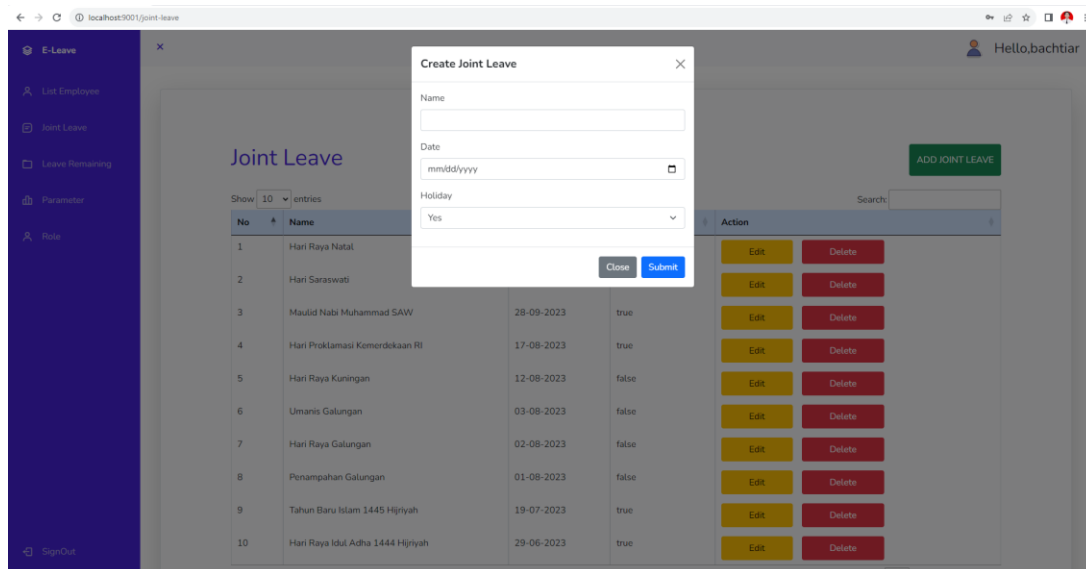 localhost:9001/joint-leave
E-Leave
×
Hello,bachtiar
List Employee
Joint Leave
Leave Remaining
Parameter
Role
SignOut
Create Joint Leave
Name
Date
mm/dd/yyyy
Holiday
Yes
Close Submit
Joint Leave
ADD JOINT LEAVE
Show 10 entries Search:
No Name Action
1 Hari Raya Natal Edit Delete
2 Hari Saraswati Edit Delete
3 Maulid Nabi Muhammad SAW 28-09-2023 true Edit Delete
4 Hari Proklamasi Kemerdekaan RI 17-08-2023 true Edit Delete
5 Hari Raya Kuningan 12-08-2023 false Edit Delete
6 Umanis Galungan 03-08-2023 false Edit Delete
7 Hari Raya Galungan 02-08-2023 false Edit Delete
8 Penampahan Galungan 01-08-2023 false Edit Delete
9 Tahun Baru Islam 1445 Hijriyah 19-07-2023 true Edit Delete
10 Hari Raya Idul Adha 1444 Hijriyah 29-06-2023 true Edit Delete